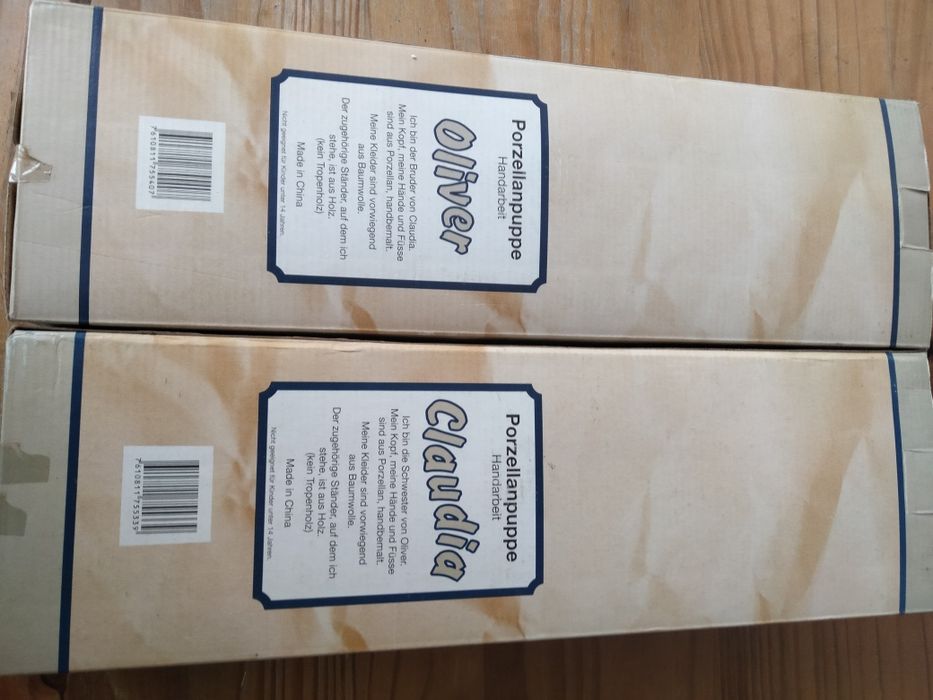 Porzellanpuppe
Handarbeit
Oliver
Ich bin der Bruder von Claudia.
Mein Kopf, meine Hände und Füsse
sind aus Porzellan, handbemalt.
Meine Kleider sind vorwiegend
aus Baumwolle.
Der zugehörige Ständer, auf dem ich
stehe, ist aus Holz.
(kein Tropenholz)
Made in China
Nicht geeignet für Kinder unter 14 Jahren.
7610811755407
Porzellanpuppe
Handarbeit
Claudia
Ich bin die Schwester von Oliver.
Mein Kopf, meine Hände und Füsse
sind aus Porzellan, handbemalt.
Meine Kleider sind vorwiegend
aus Baumwolle.
Der zugehörige Ständer, auf dem ich
stehe, ist aus Holz.
(kein Tropenholz)
Made in China
Nicht geeignet für Kinder unter 14 Jahren.
7610811755339